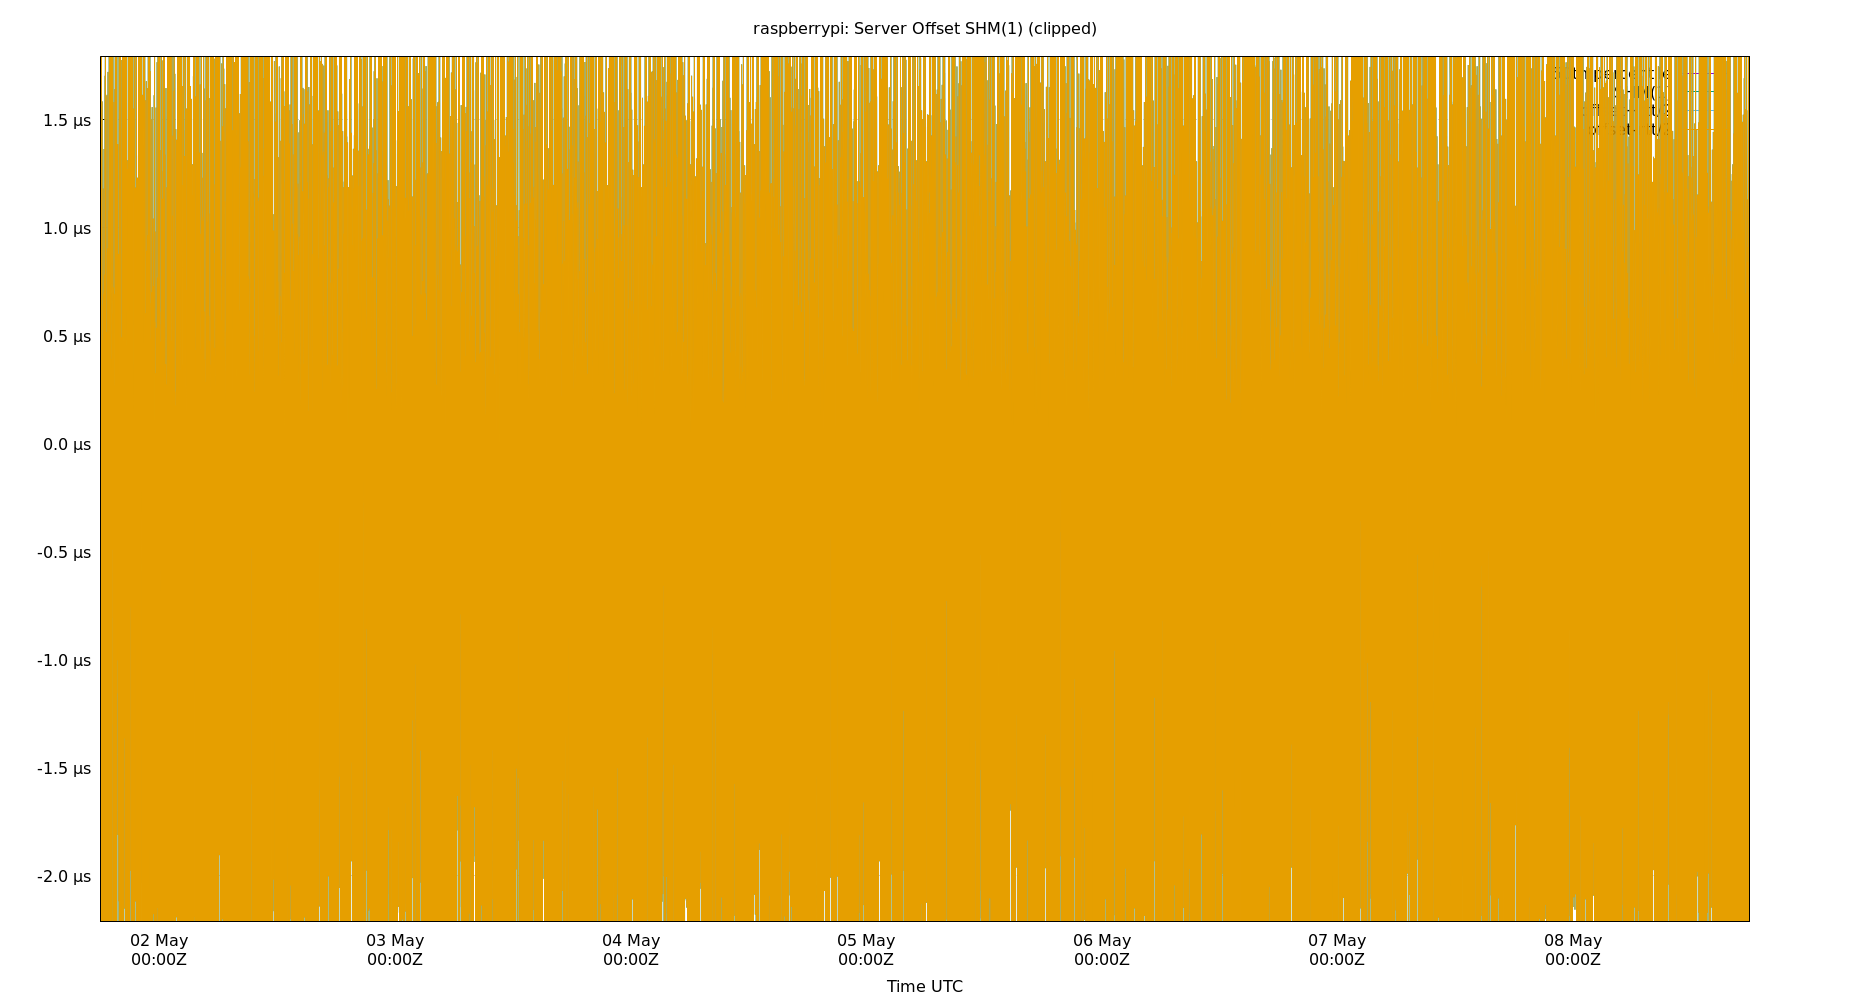 raspberrypi: Server Offset SHM(1) (clipped)
1.5 µs
1.0 µs
0.5 µs
0.0 µs
-0.5 µs
-1.0 µs
-1.5 µs
-2.0 µs
02 May 03 May 04 May 05 May 06 May 07 May 08 May
00:00Z 00:00Z 00:00Z 00:00Z 00:00Z 00:00Z 00:00Z
Time UTC